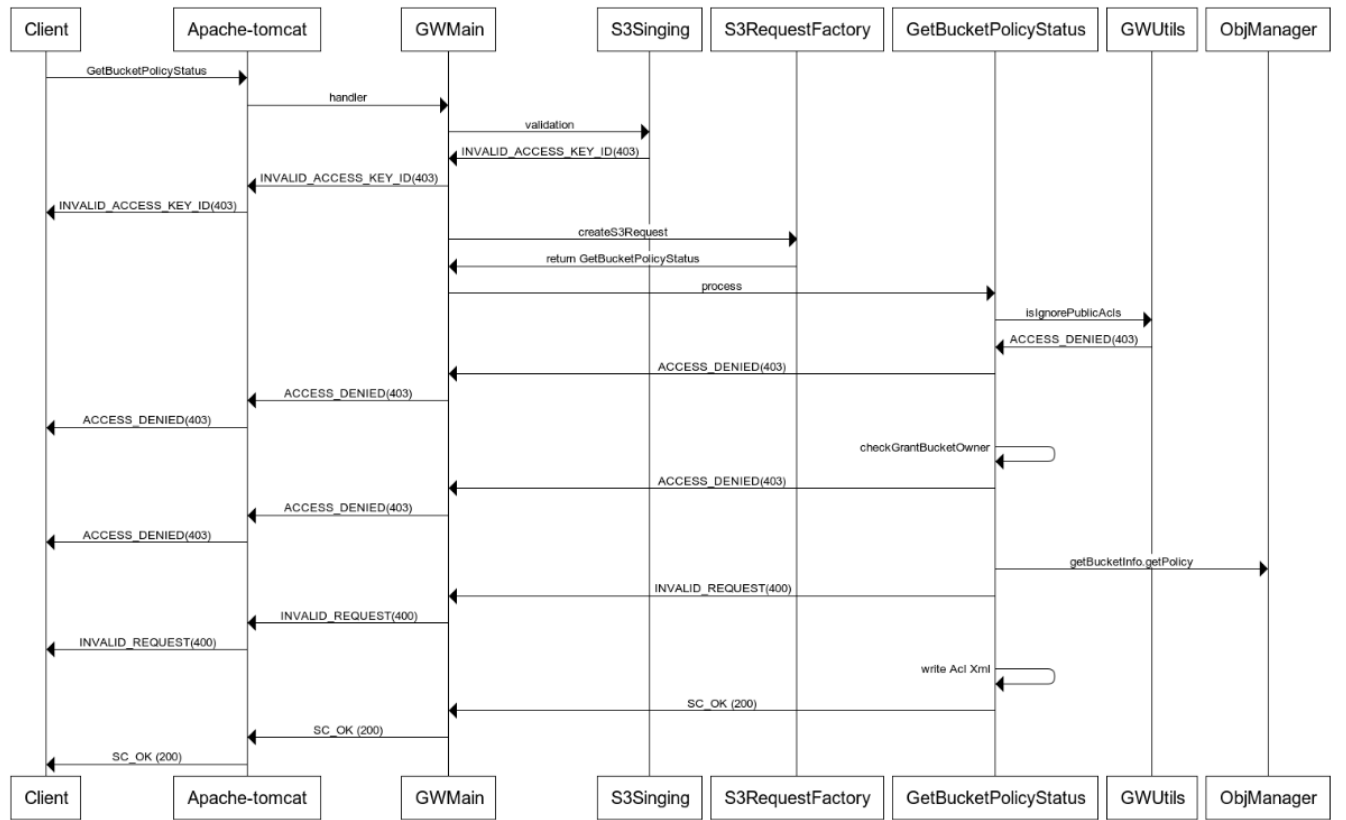 Client Apache-tomcat GWMain S3Singing S3RequestFactory GetBucketPolicyStatus GWUtils ObjManager
GetBucketPolicyStatus
handler
validation
INVALID_ACCESS_KEY_ID(403)
INVALID_ACCESS_KEY_ID(403)
INVALID_ACCESS_KEY_ID(403)
createS3Request
return GetBucketPolicyStatus
process
isIgnorePublicAcls
ACCESS_DENIED(403)
ACCESS_DENIED(403)
ACCESS_DENIED(403)
ACCESS_DENIED(403)
checkGrantBucketOwner
ACCESS_DENIED(403)
ACCESS_DENIED(403)
ACCESS_DENIED(403)
getBucketInfo.getPolicy
INVALID_REQUEST(400)
INVALID_REQUEST(400)
INVALID_REQUEST(400)
write Acl Xml
SC_OK (200)
SC_OK (200)
SC_OK (200)
Client Apache-tomcat GWMain S3Singing S3RequestFactory GetBucketPolicyStatus GWUtils ObjManager